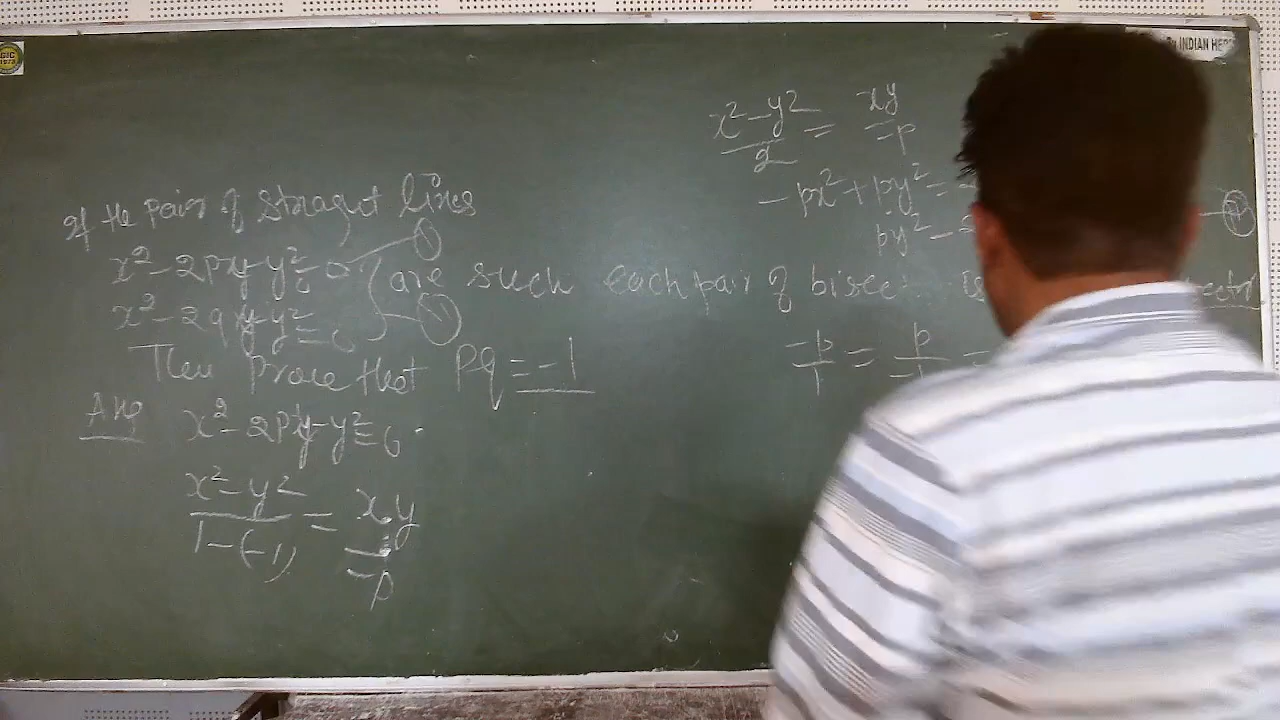 If the pair of straight lines
x² - 2pxy - y² = 0 — (i)
x² - 2qxy - y² = 0 — (ii)
} are such each pair of bisec
Then prove that pq = -1
Ans x² - 2pxy - y² = 0
(x² - y²)/(1 - (-1)) = xy/(-p)
(x² - y²)/2 = xy/(-p)
- px² + py² =
py² -
-p/1 = p/-1 =
INDIAN